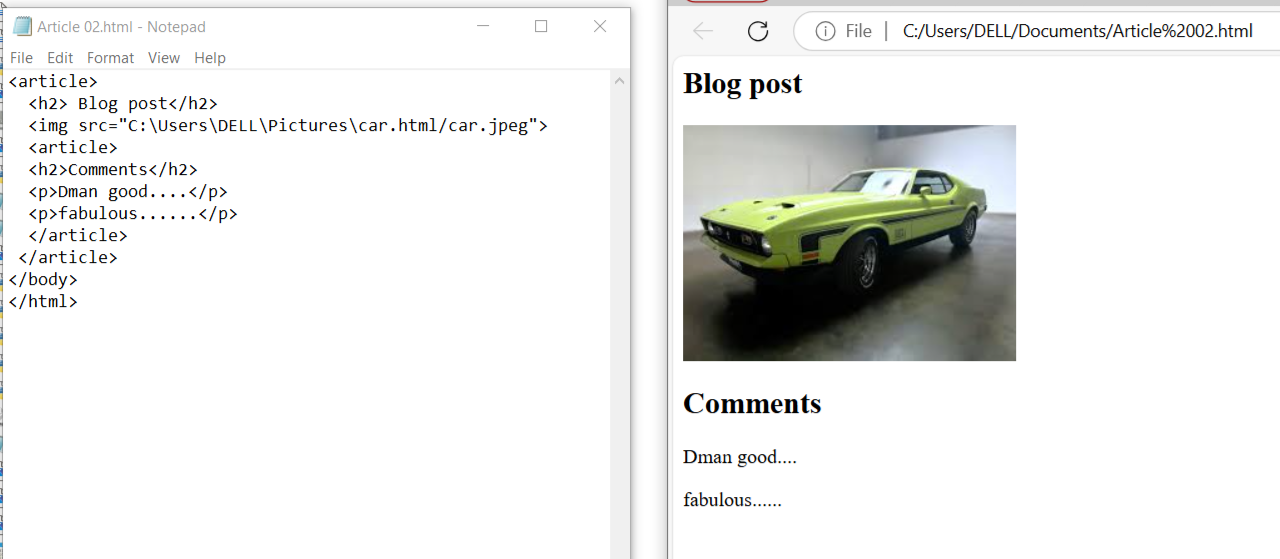 Article 02.html - Notepad
File Edit Format View Help
<article>
  <h2> Blog post</h2>
  <img src="C:\Users\DELL\Pictures\car.html/car.jpeg">
  <article>
  <h2>Comments</h2>
  <p>Dman good....</p>
  <p>fabulous......</p>
  </article>
 </article>
</body>
</html>
File | C:/Users/DELL/Documents/Article%2002.html
Blog post
Comments
Dman good....
fabulous......